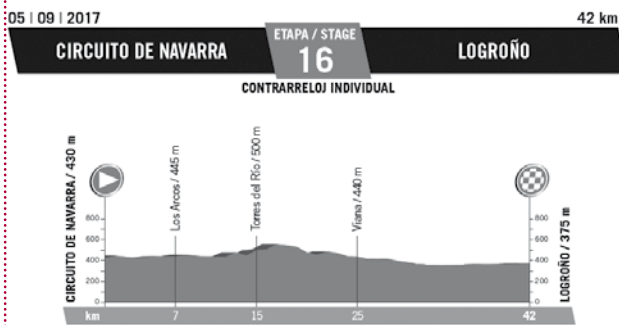 05 | 09 | 2017
42 km
CIRCUITO DE NAVARRA
ETAPA / STAGE
16
LOGROÑO
CONTRARRELOJ INDIVIDUAL
CIRCUITO DE NAVARRA / 430 m
Los Arcos / 445 m
Torres del Río / 500 m
Viana / 440 m
LOGROÑO / 375 m
800
600
400
200
0
800
600
400
200
0
km 7 15 25 42